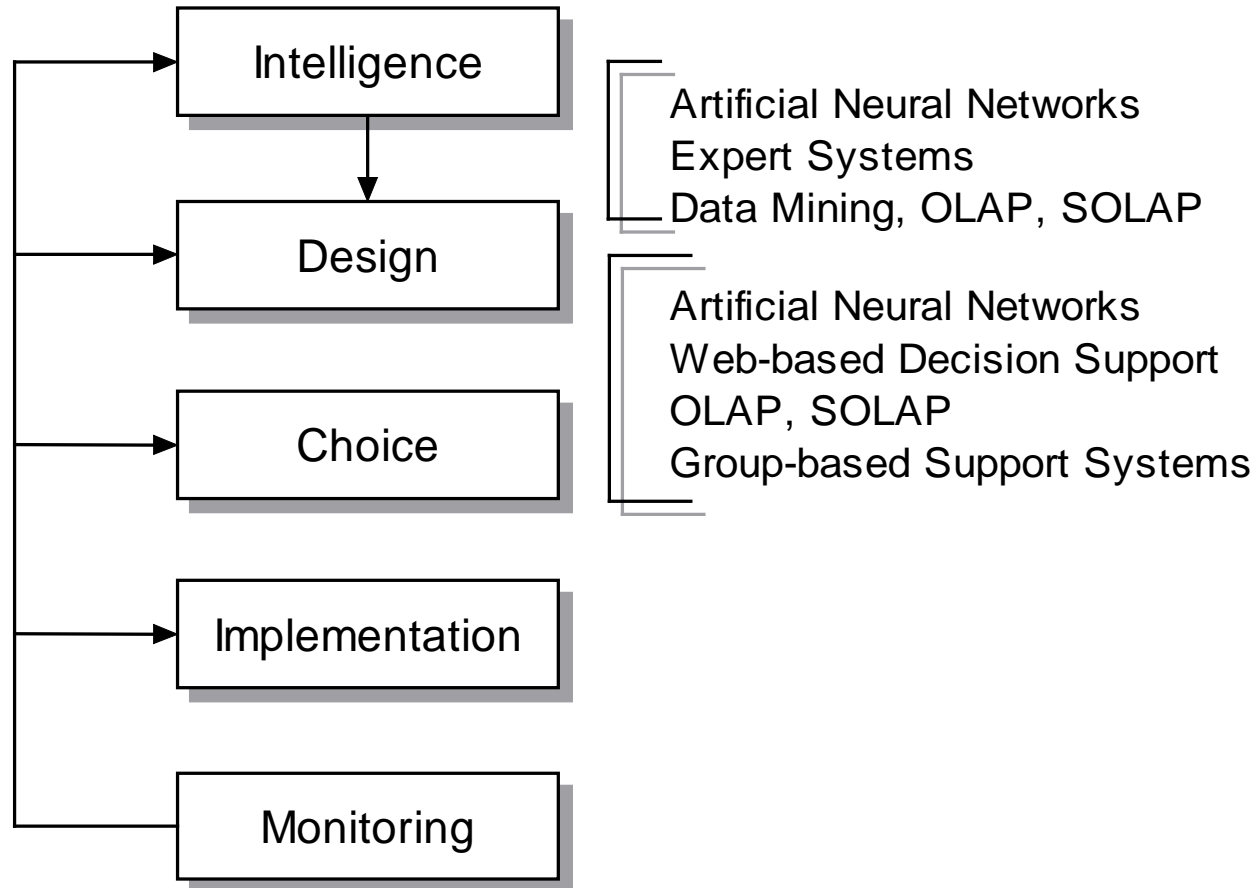 Intelligence
Design
Choice
Implementation
Monitoring
Artificial Neural Networks
Expert Systems
Data Mining, OLAP, SOLAP
Artificial Neural Networks
Web-based Decision Support
OLAP, SOLAP
Group-based Support Systems